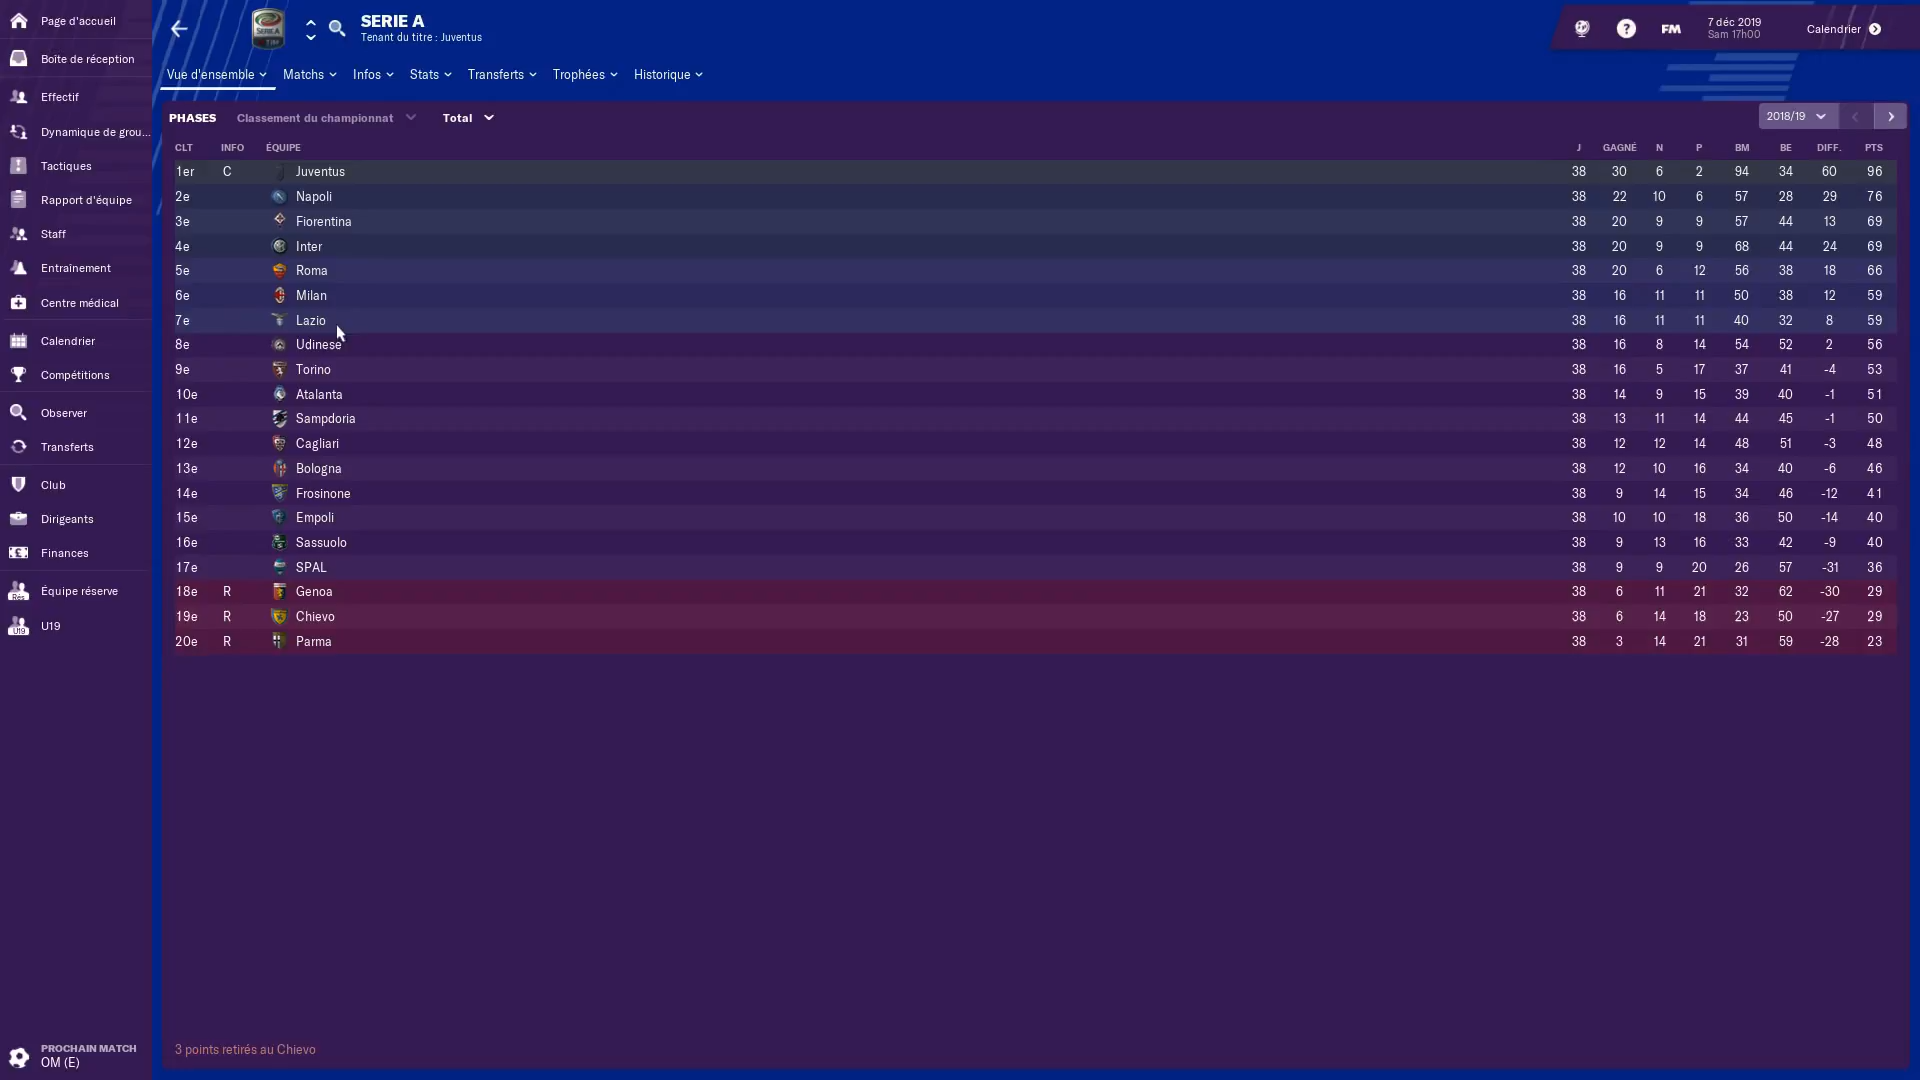 Page d'accueil
Boîte de réception
Effectif
Dynamique de grou...
Tactiques
Rapport d'équipe
Staff
Entraînement
Centre médical
Calendrier
Compétitions
Observer
Transferts
Club
Dirigeants
Finances
Équipe réserve
U19
PROCHAIN MATCH
OM (E)
SERIE A
Tenant du titre : Juventus
FM
7 déc 2019
Sam 17h00
Calendrier
Vue d'ensemble Matchs Infos Stats Transferts Trophées Historique
PHASES Classement du championnat Total 2018/19
CLT INFO ÉQUIPE J GAGNÉ N P BM BE DIFF. PTS
1er C Juventus 38 30 6 2 94 34 60 96
2e Napoli 38 22 10 6 57 28 29 76
3e Fiorentina 38 20 9 9 57 44 13 69
4e Inter 38 20 9 9 68 44 24 69
5e Roma 38 20 6 12 56 38 18 66
6e Milan 38 16 11 11 50 38 12 59
7e Lazio 38 16 11 11 40 32 8 59
8e Udinese 38 16 8 14 54 52 2 56
9e Torino 38 16 5 17 37 41 -4 53
10e Atalanta 38 14 9 15 39 40 -1 51
11e Sampdoria 38 13 11 14 44 45 -1 50
12e Cagliari 38 12 12 14 48 51 -3 48
13e Bologna 38 12 10 16 34 40 -6 46
14e Frosinone 38 9 14 15 34 46 -12 41
15e Empoli 38 10 10 18 36 50 -14 40
16e Sassuolo 38 9 13 16 33 42 -9 40
17e SPAL 38 9 9 20 26 57 -31 36
18e R Genoa 38 6 11 21 32 62 -30 29
19e R Chievo 38 6 14 18 23 50 -27 29
20e R Parma 38 3 14 21 31 59 -28 23
3 points retirés au Chievo